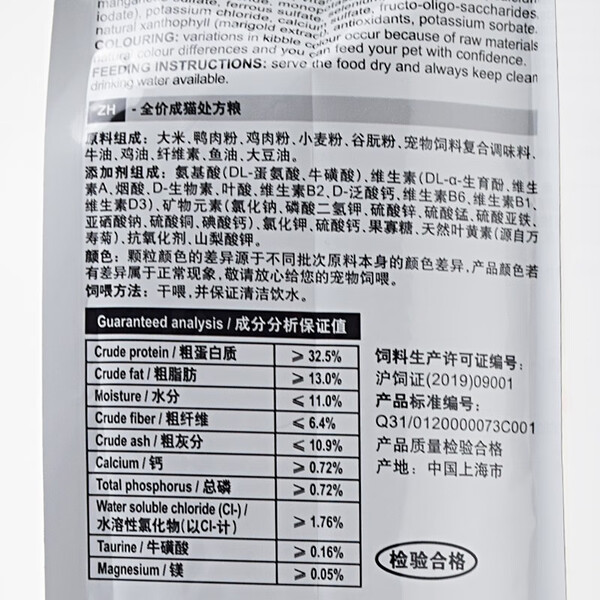 iodate), potassium chloride, calcium sulfate, fructo-oligo-saccharides,
natural xanthophyll (marigold extract), antioxidants, potassium sorbate.
COLOURING: variations in kibble colour occur because of raw materials
natural colour differences and you can feed your pet with confidence.
FEEDING INSTRUCTIONS: serve the food dry and always keep clean
drinking water available.
ZH - 全价成猫处方粮
原料组成：大米、鸭肉粉、鸡肉粉、小麦粉、谷朊粉、宠物饲料复合调味料、
牛油、鸡油、纤维素、鱼油、大豆油。
添加剂组成：氨基酸(DL-蛋氨酸、牛磺酸)、维生素(DL-α-生育酚、维生
素A、烟酸、D-生物素、叶酸、维生素B2、D-泛酸钙、维生素B6、维生素B1、
维生素D3)、矿物元素(氯化钠、磷酸二氢钾、硫酸锌、硫酸锰、硫酸亚铁、
亚硒酸钠、硫酸铜、碘酸钙)、氯化钾、硫酸钙、果寡糖、天然叶黄素(源自万
寿菊)、抗氧化剂、山梨酸钾。
颜色：颗粒颜色的差异源于不同批次原料本身的颜色差异，产品颜色若
有差异属于正常现象，敬请放心给您的宠物饲喂。
饲喂方法：干喂，并保证清洁饮水。
Guaranteed analysis / 成分分析保证值
Crude protein / 粗蛋白质 ⩾ 32.5%
Crude fat / 粗脂肪 ⩾ 13.0%
Moisture / 水分 ⩽ 11.0%
Crude fiber / 粗纤维 ⩽ 6.4%
Crude ash / 粗灰分 ⩽ 10.9%
Calcium / 钙 ⩾ 0.72%
Total phosphorus / 总磷 ⩾ 0.72%
Water soluble chloride (Cl-) /
水溶性氯化物(以Cl-计) ⩾ 1.76%
Taurine / 牛磺酸 ⩾ 0.16%
Magnesium / 镁 ⩾ 0.05%
饲料生产许可证编号：
沪饲证(2019)09001
产品标准编号：
Q31/0120000073C001
产品质量检验合格
产地：中国上海市
检验合格